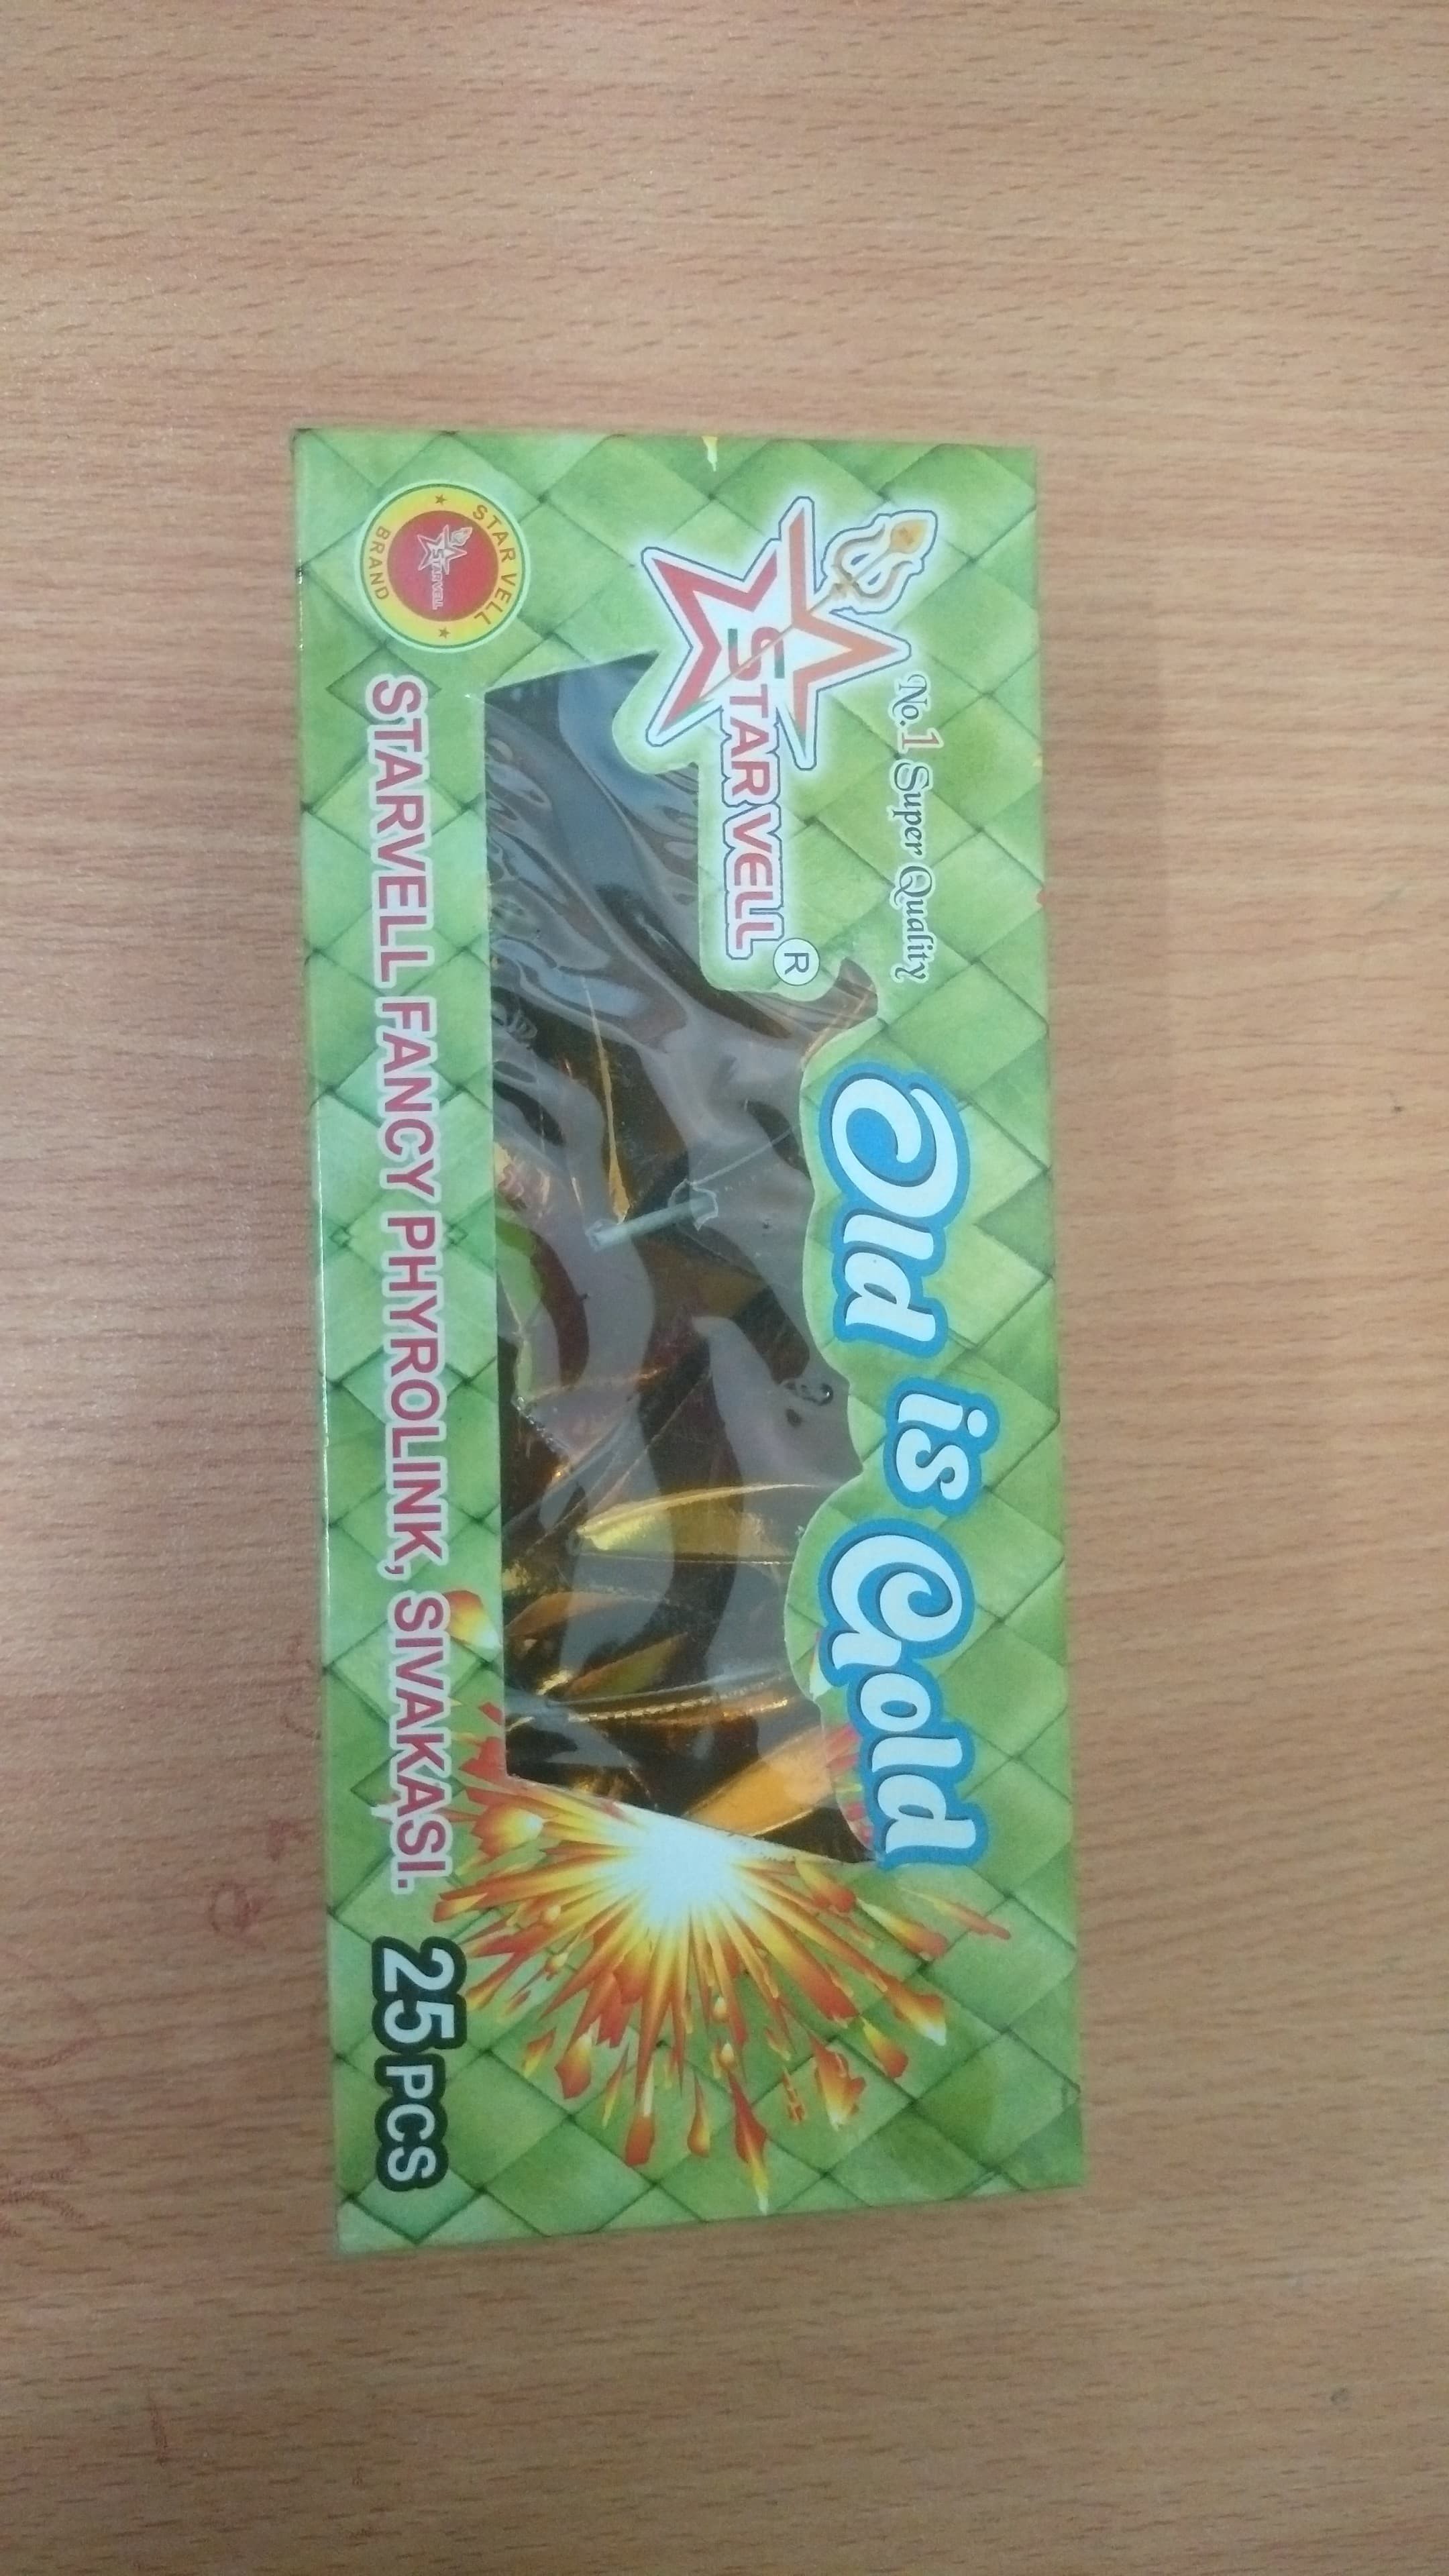 No.1 Super Quality
STARVELL ®
Old is Gold
STAR VELL
STARVELL
BRAND
STARVELL FANCY PHYROLINK, SIVAKASI.
25 PCS